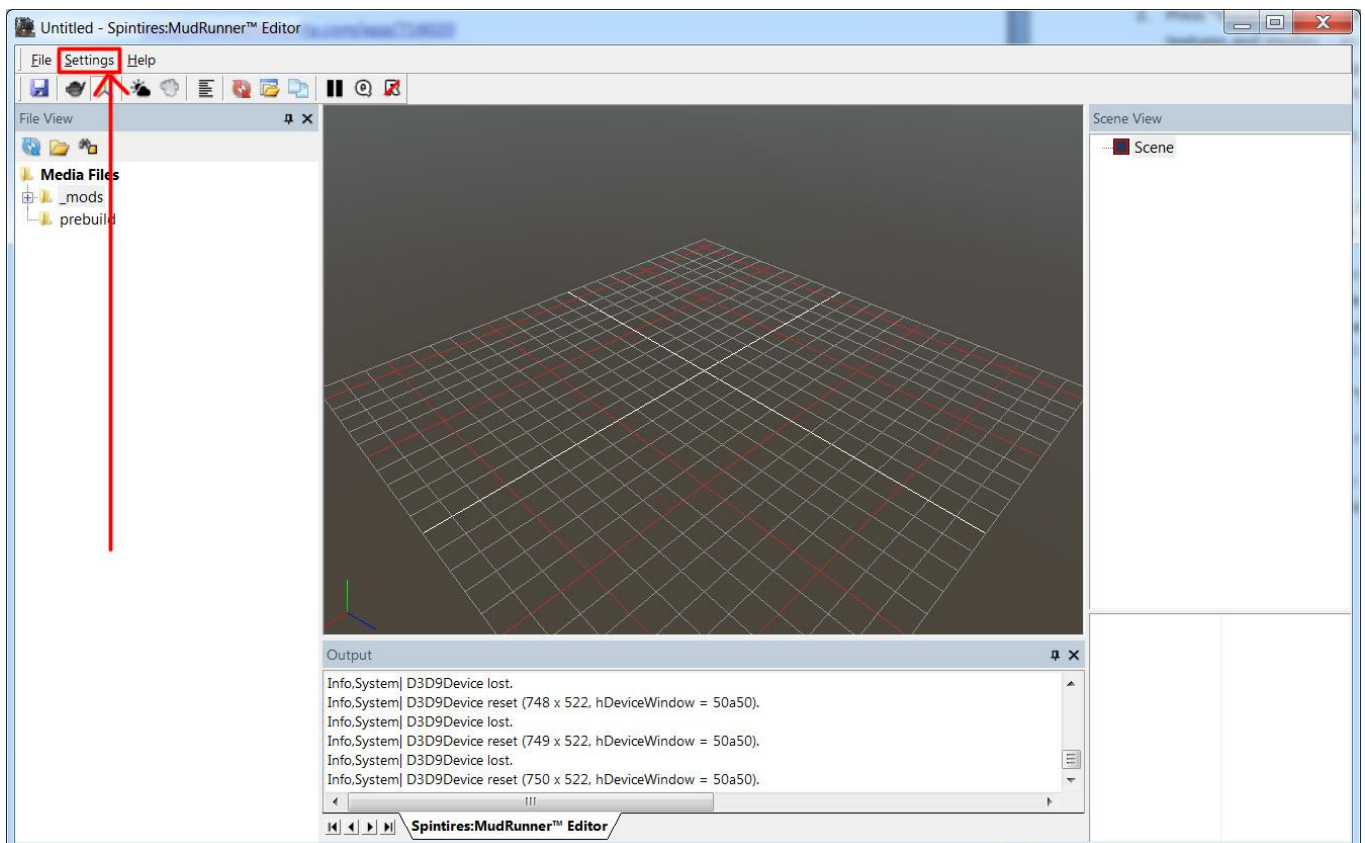 Untitled - Spintires:MudRunner™ Editor
File Settings Help
File View
Scene View
Scene
Media Files
_mods
prebuild
Output
Info,System| D3D9Device lost.
Info,System| D3D9Device reset (748 x 522, hDeviceWindow = 50a50).
Info,System| D3D9Device lost.
Info,System| D3D9Device reset (749 x 522, hDeviceWindow = 50a50).
Info,System| D3D9Device lost.
Info,System| D3D9Device reset (750 x 522, hDeviceWindow = 50a50).
Spintires:MudRunner™ Editor